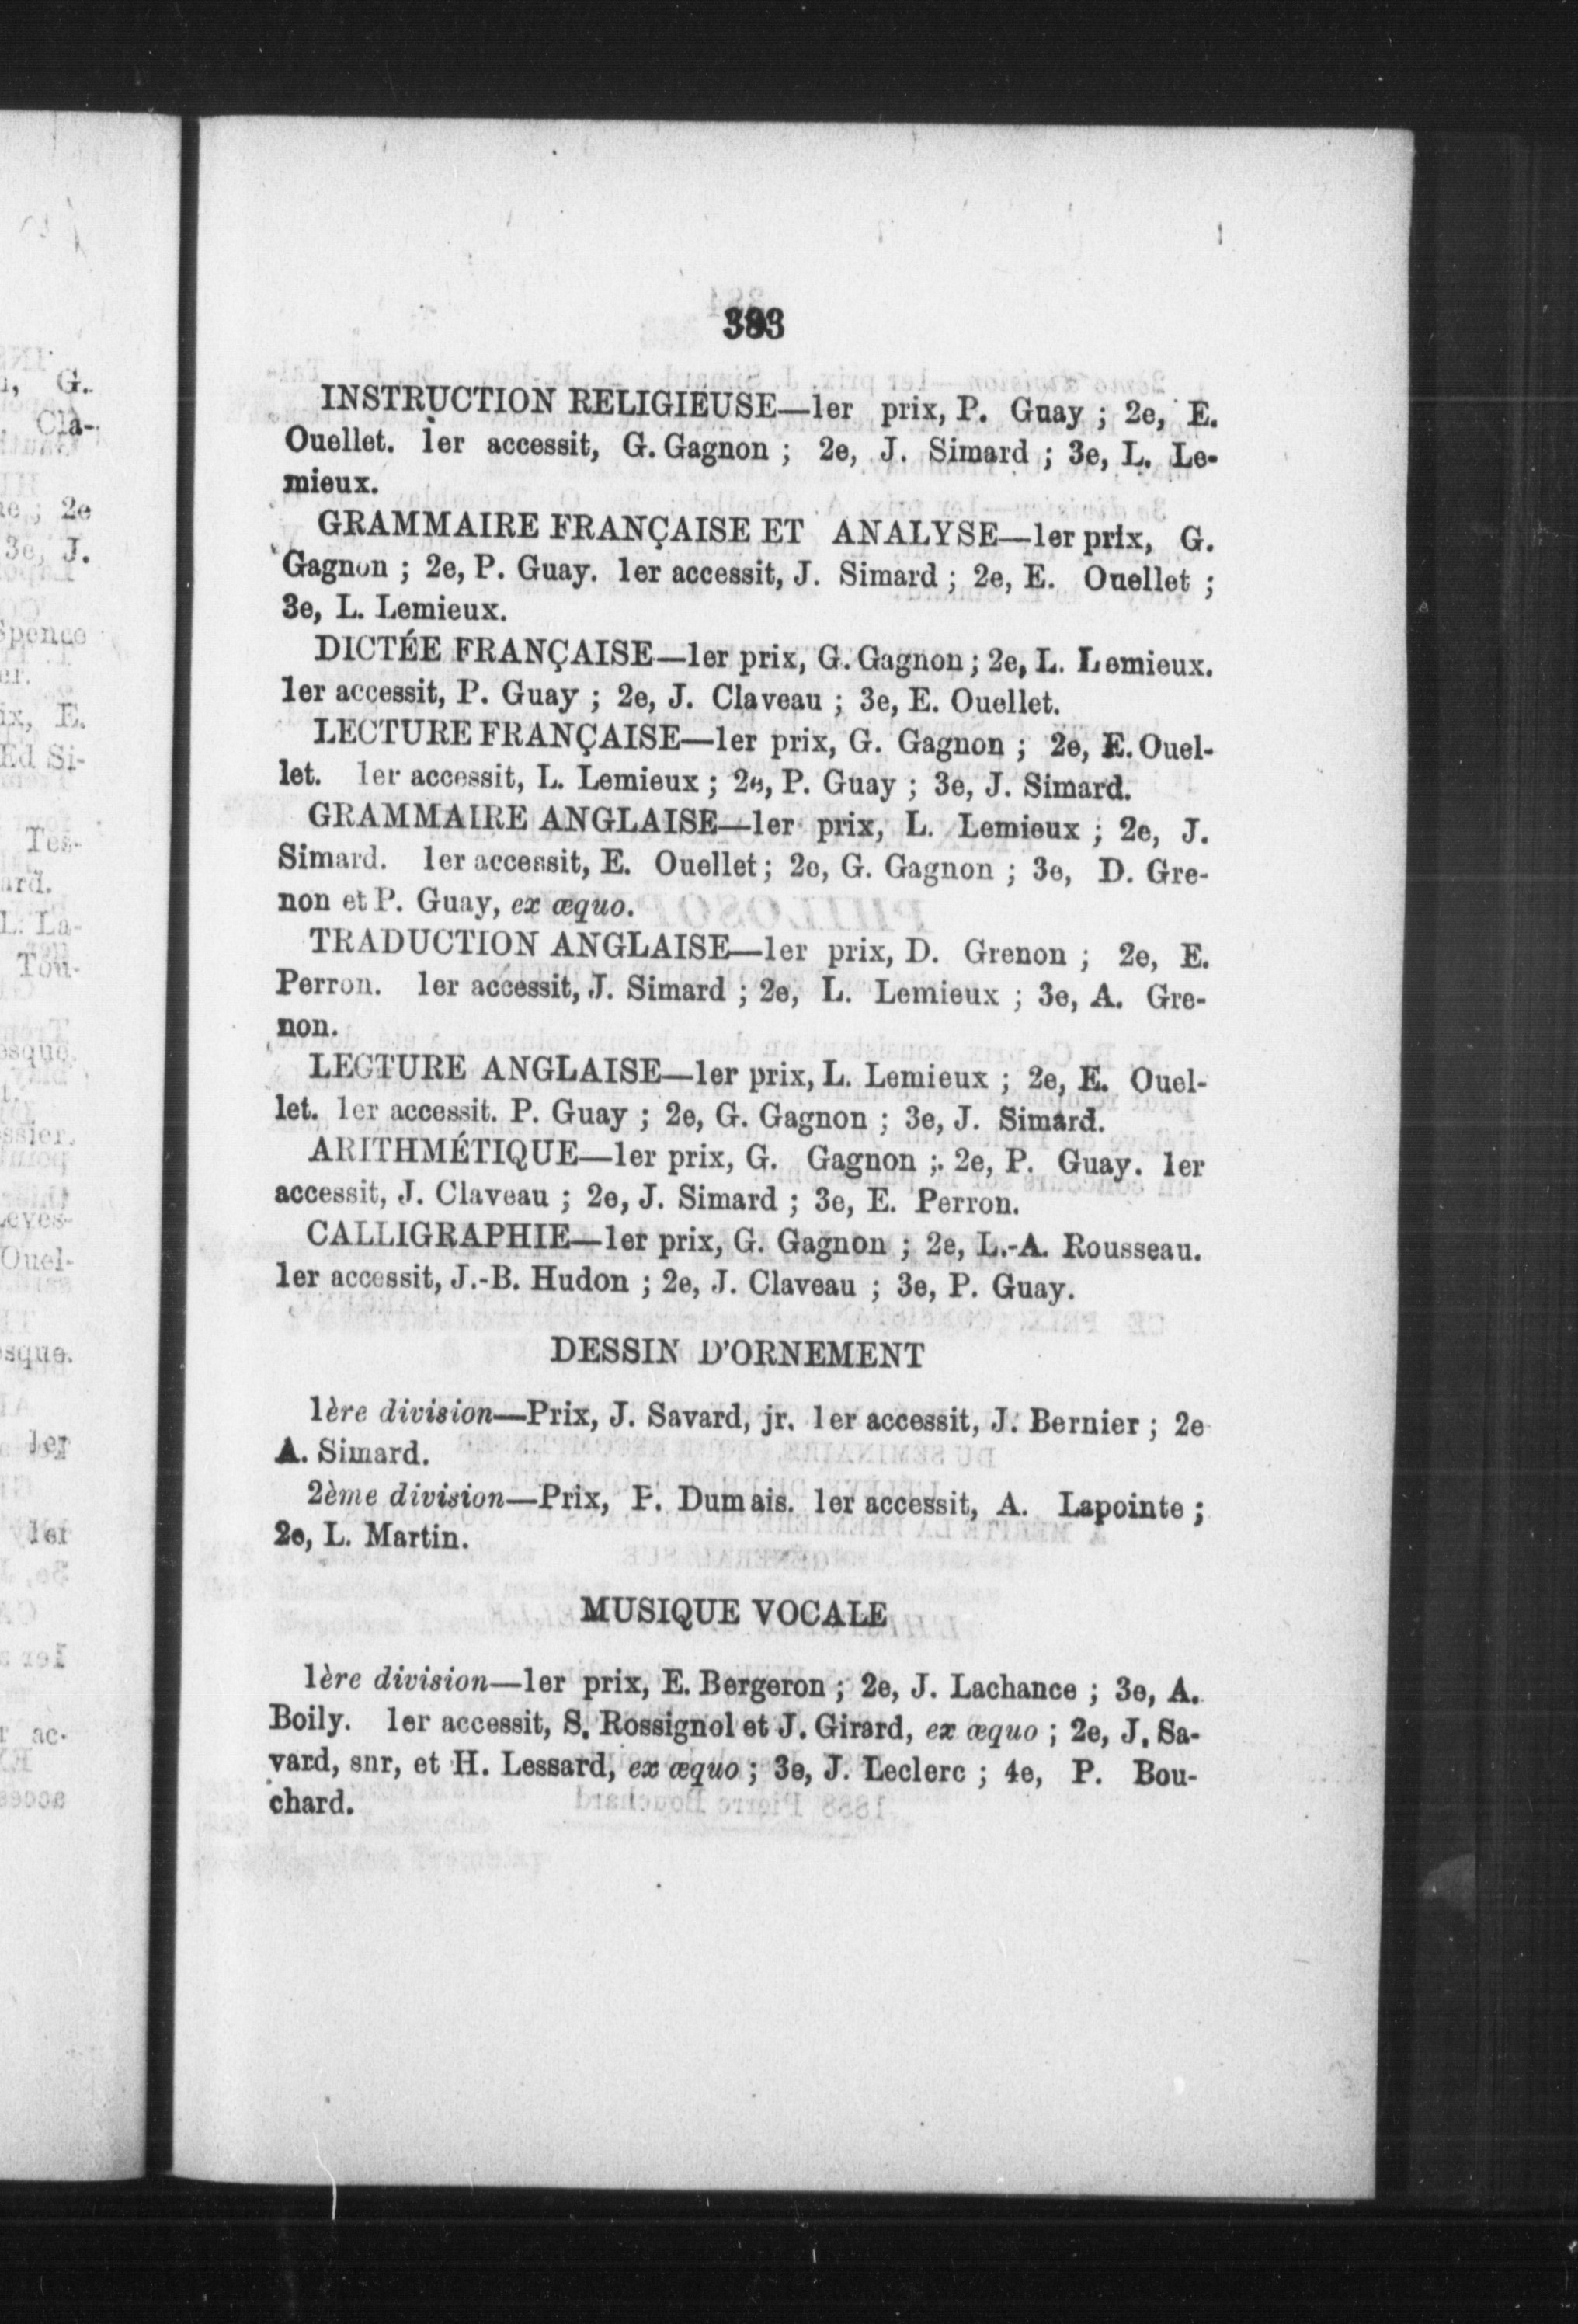 383
INSTRUCTION RELIGIEUSE—1er prix, P. Guay ; 2e, E.
Ouellet. 1er accessit, G. Gagnon ; 2e, J. Simard ; 3e, L. Le-
mieux.
GRAMMAIRE FRANÇAISE ET ANALYSE—1er prix, G.
Gagnon ; 2e, P. Guay. 1er accessit, J. Simard ; 2e, E. Ouellet ;
3e, L. Lemieux.
DICTÉE FRANÇAISE—1er prix, G. Gagnon ; 2e, L. Lemieux.
1er accessit, P. Guay ; 2e, J. Claveau ; 3e, E. Ouellet.
LECTURE FRANÇAISE—1er prix, G. Gagnon ; 2e, E. Ouel-
let. 1er accessit, L. Lemieux ; 2e, P. Guay ; 3e, J. Simard.
GRAMMAIRE ANGLAISE—1er prix, L. Lemieux ; 2e, J.
Simard. 1er accessit, E. Ouellet ; 2e, G. Gagnon ; 3e, D. Gre-
non et P. Guay, ex æquo.
TRADUCTION ANGLAISE—1er prix, D. Grenon ; 2e, E.
Perron. 1er accessit, J. Simard ; 2e, L. Lemieux ; 3e, A. Gre-
non.
LECTURE ANGLAISE—1er prix, L. Lemieux ; 2e, E. Ouel-
let. 1er accessit. P. Guay ; 2e, G. Gagnon ; 3e, J. Simard.
ARITHMÉTIQUE—1er prix, G. Gagnon ; 2e, P. Guay. 1er
accessit, J. Claveau ; 2e, J. Simard ; 3e, E. Perron.
CALLIGRAPHIE—1er prix, G. Gagnon ; 2e, L.-A. Rousseau.
1er accessit, J.-B. Hudon ; 2e, J. Claveau ; 3e, P. Guay.
DESSIN D'ORNEMENT
1ère division—Prix, J. Savard, jr. 1er accessit, J. Bernier ; 2e
A. Simard.
2ème division—Prix, P. Dumais. 1er accessit, A. Lapointe ;
2e, L. Martin.
MUSIQUE VOCALE
1ère division—1er prix, E. Bergeron ; 2e, J. Lachance ; 3e, A.
Boily. 1er accessit, S. Rossignol et J. Girard, ex æquo ; 2e, J. Sa-
vard, snr, et H. Lessard, ex æquo ; 3e, J. Leclerc ; 4e, P. Bou-
chard.